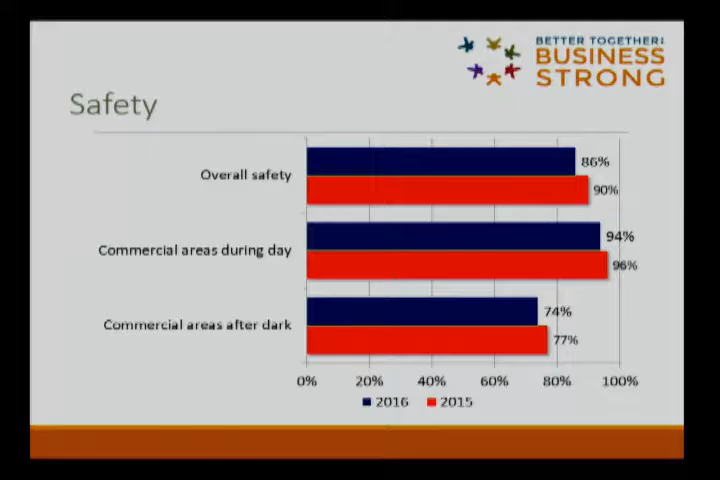 BETTER TOGETHER:
BUSINESS
STRONG
Safety
Overall safety
86%
90%
Commercial areas during day
94%
96%
Commercial areas after dark
74%
77%
0% 20% 40% 60% 80% 100%
2016 2015